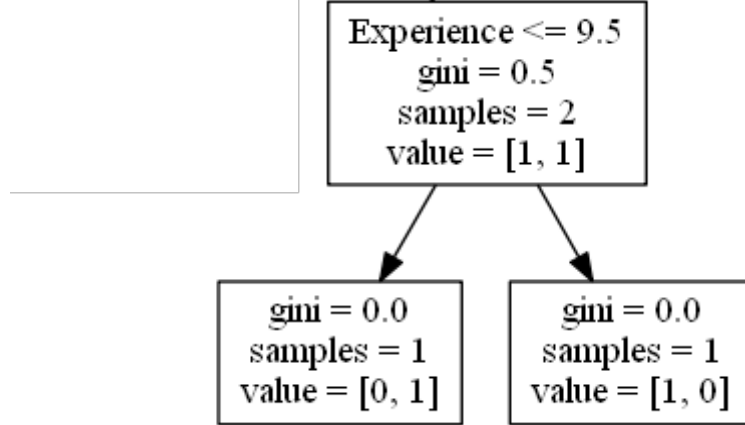 Experience <= 9.5
gini = 0.5
samples = 2
value = [1, 1]
gini = 0.0
samples = 1
value = [0, 1]
gini = 0.0
samples = 1
value = [1, 0]